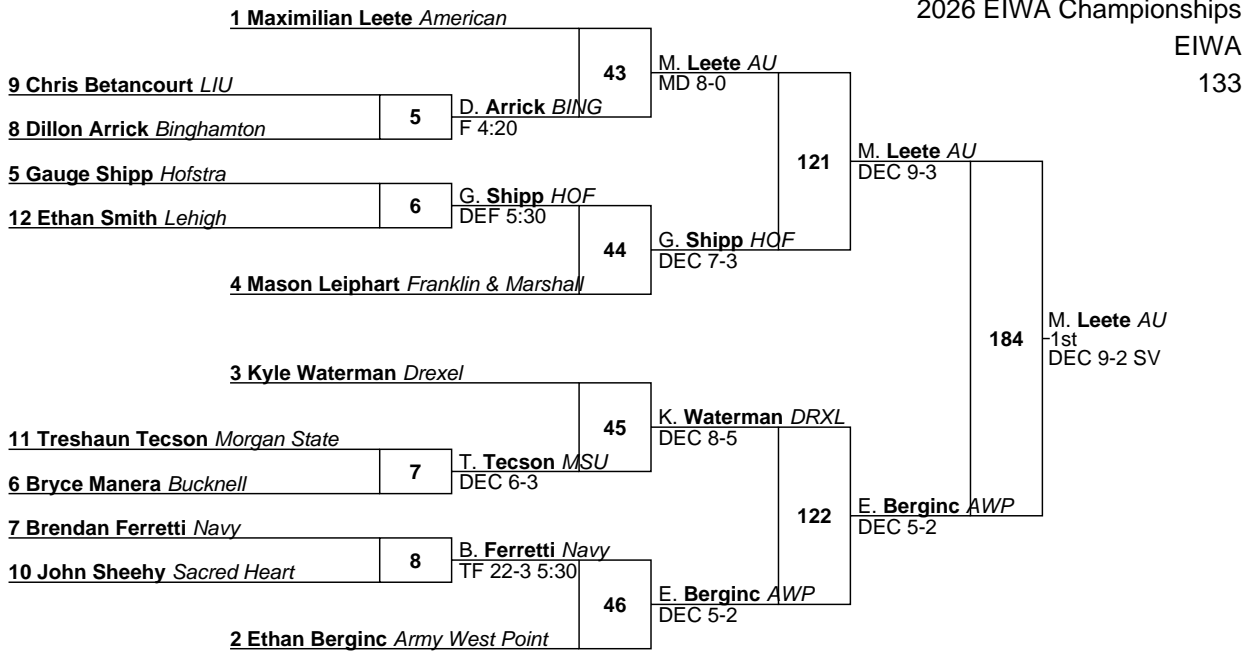 2026 EIWA Championships
EIWA
133
1 Maximilian Leete American
43
M. Leete AU
MD 8-0
9 Chris Betancourt LIU
5
D. Arrick BING
F 4:20
8 Dillon Arrick Binghamton
121
M. Leete AU
DEC 9-3
5 Gauge Shipp Hofstra
6
G. Shipp HOF
DEF 5:30
12 Ethan Smith Lehigh
44
G. Shipp HOF
DEC 7-3
4 Mason Leiphart Franklin & Marshall
184
M. Leete AU
1st
DEC 9-2 SV
3 Kyle Waterman Drexel
45
K. Waterman DRXL
DEC 8-5
11 Treshaun Tecson Morgan State
7
T. Tecson MSU
DEC 6-3
6 Bryce Manera Bucknell
122
E. Berginc AWP
DEC 5-2
7 Brendan Ferretti Navy
8
B. Ferretti Navy
TF 22-3 5:30
10 John Sheehy Sacred Heart
46
E. Berginc AWP
DEC 5-2
2 Ethan Berginc Army West Point